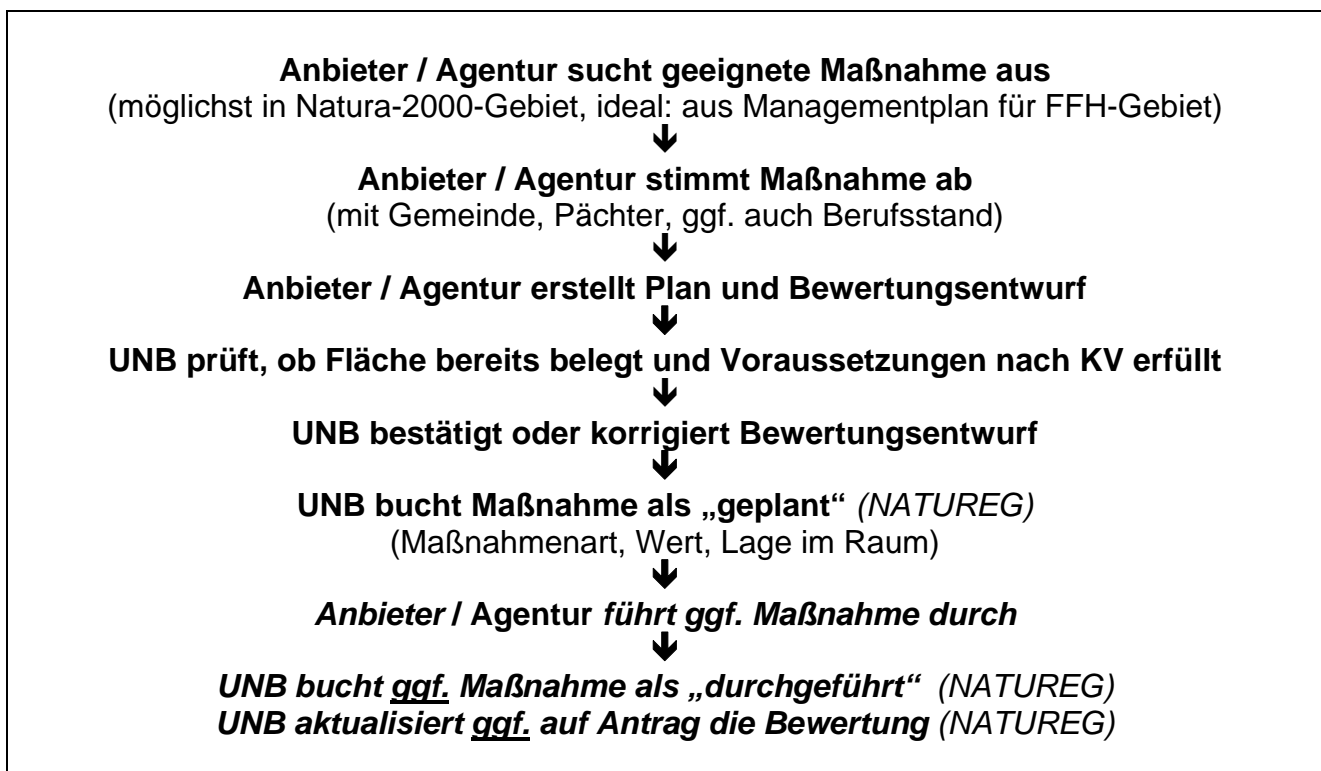 Anbieter / Agentur sucht geeignete Maßnahme aus
(möglichst in Natura-2000-Gebiet, ideal: aus Managementplan für FFH-Gebiet)
Anbieter / Agentur stimmt Maßnahme ab
(mit Gemeinde, Pächter, ggf. auch Berufsstand)
Anbieter / Agentur erstellt Plan und Bewertungsentwurf
UNB prüft, ob Fläche bereits belegt und Voraussetzungen nach KV erfüllt
UNB bestätigt oder korrigiert Bewertungsentwurf
UNB bucht Maßnahme als „geplant“ (NATUREG)
(Maßnahmenart, Wert, Lage im Raum)
Anbieter / Agentur führt ggf. Maßnahme durch
UNB bucht ggf. Maßnahme als „durchgeführt“ (NATUREG)
UNB aktualisiert ggf. auf Antrag die Bewertung (NATUREG)